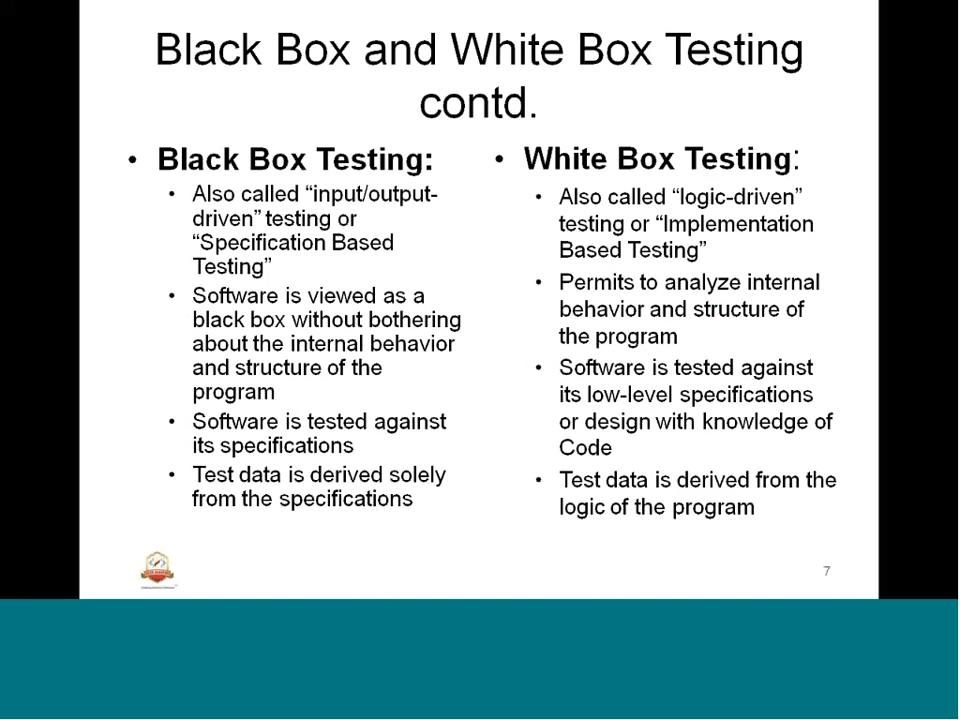 Black Box and White Box Testing
contd.
• Black Box Testing:
• Also called “input/output-
driven” testing or
“Specification Based
Testing”
• Software is viewed as a
black box without bothering
about the internal behavior
and structure of the
program
• Software is tested against
its specifications
• Test data is derived solely
from the specifications
• White Box Testing:
• Also called “logic-driven”
testing or “Implementation
Based Testing”
• Permits to analyze internal
behavior and structure of
the program
• Software is tested against
its low-level specifications
or design with knowledge of
Code
• Test data is derived from the
logic of the program
7